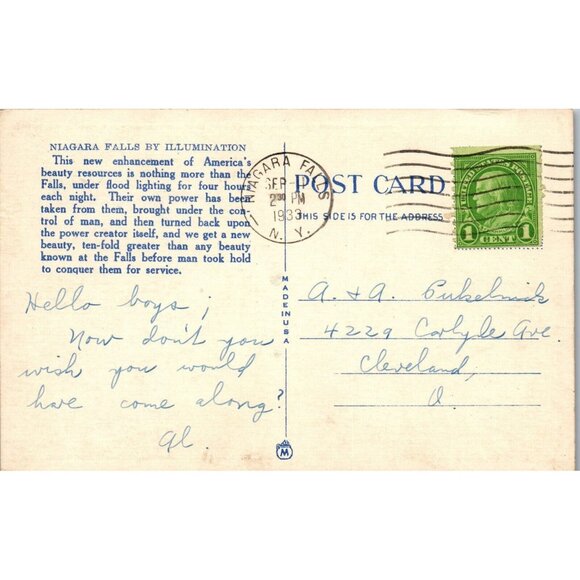 NIAGARA FALLS BY ILLUMINATION
This new enhancement of America's
beauty resources is nothing more than the
Falls, under flood lighting for four hours
each night. Their own power has been
taken from them, brought under the con-
trol of man, and then turned back upon
the power creator itself, and we get a new
beauty, ten-fold greater than any beauty
known at the Falls before man took hold
to conquer them for service.
Hello boys;
Now don't you
wish you would
have come along?
Al.
NIAGARA FALLS
SEP
2 30 PM
1933
N. Y.
POST CARD
THIS SIDE IS FOR THE ADDRESS
UNITED STATES POSTAGE
1 CENT 1
MADE IN USA
A. & A.
4229 Carlyle Ave.
Cleveland,
O.
M